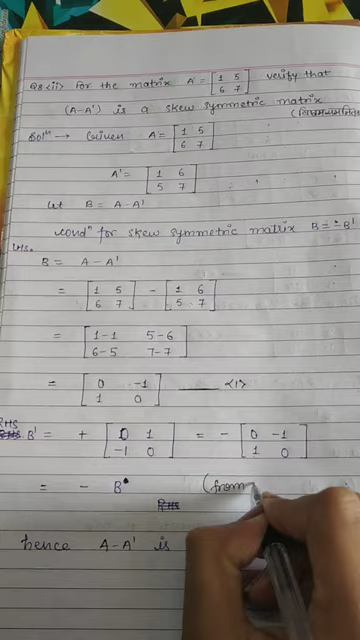 Q8<ii> For the matrix A = [1 5 6 7] verify that
(A-A') is a skew symmetric matrix
Solⁿ → Given A = [1 5 6 7]
A' = [1 6 5 7]
let B = A-A'
condⁿ for skew symmetric matrix B = - B'
LHS.
B = A-A'
= [1 5 6 7] - [1 6 5 7]
= [1-1 5-6 6-5 7-7]
= [0 -1 1 0] —— <1>
RHS B' = + [0 1 -1 0] = - [0 -1 1 0]
= - B (from
hence A-A' is